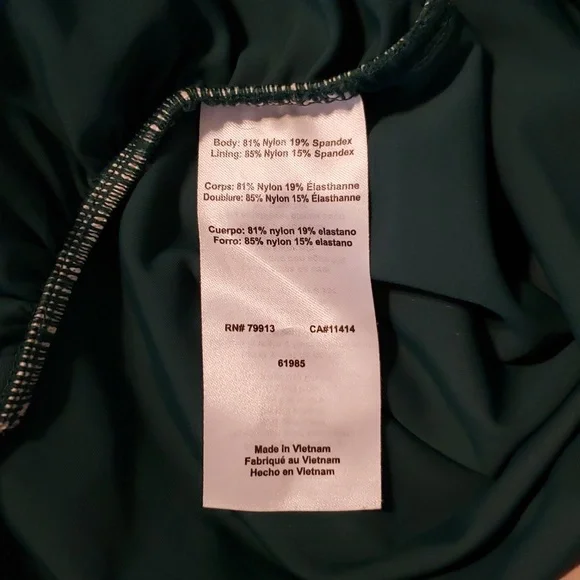 Body: 81% Nylon 19% Spandex
Lining: 85% Nylon 15% Spandex
Corps: 81% Nylon 19% Élasthanne
Doublure: 85% Nylon 15% Élasthanne
Cuerpo: 81% nylon 19% elastano
Forro: 85% nylon 15% elastano
RN# 79913 CA#11414
61985
Made in Vietnam
Fabriqué au Vietnam
Hecho en Vietnam